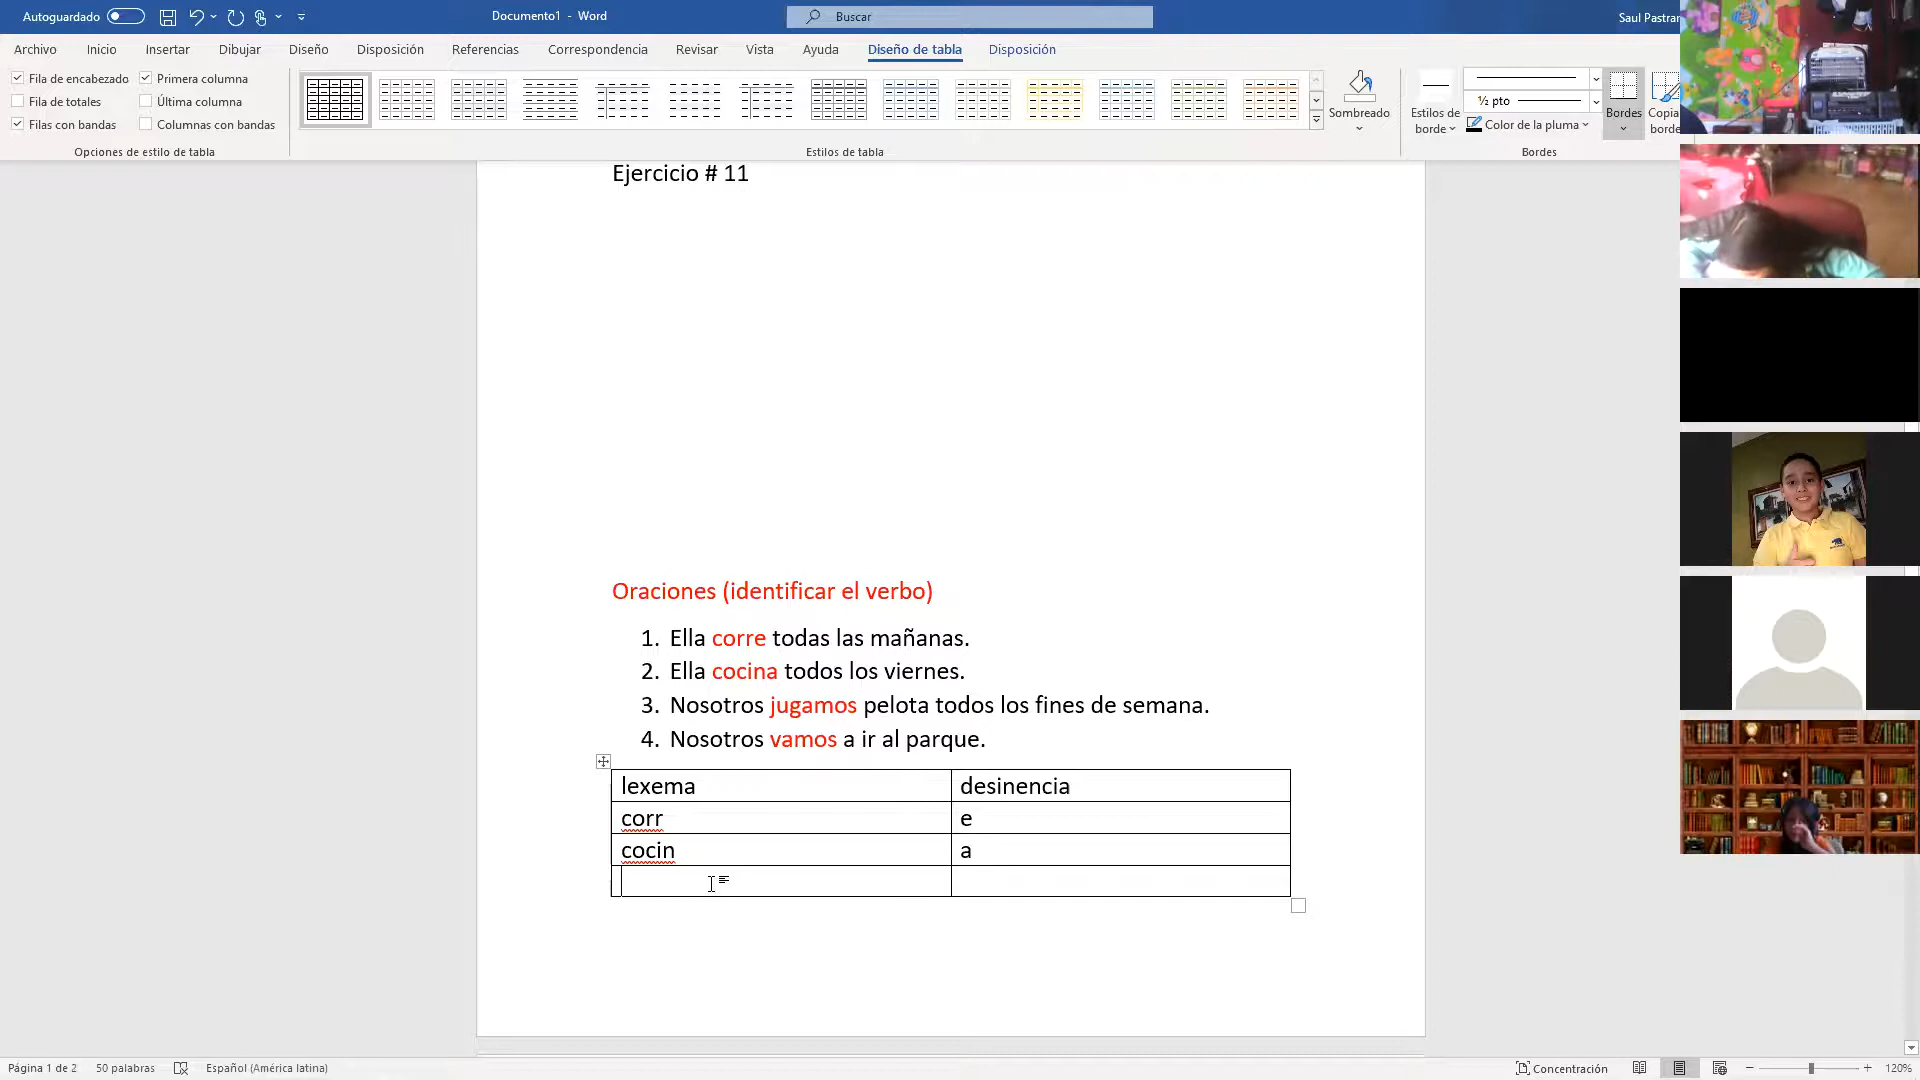 Autoguardado
Documento1 - Word
Buscar
Saul Pastran
Archivo Inicio Insertar Dibujar Diseño Disposición Referencias Correspondencia Revisar Vista Ayuda Diseño de tabla Disposición
Fila de encabezado Primera columna
Fila de totales Última columna
Filas con bandas Columnas con bandas
Opciones de estilo de tabla
Estilos de tabla
Sombreado
Estilos de borde
½ pto
Color de la pluma
Bordes
Copia
borde
Bordes
Ejercicio # 11
Oraciones (identificar el verbo)
1. Ella corre todas las mañanas.
2. Ella cocina todos los viernes.
3. Nosotros jugamos pelota todos los fines de semana.
4. Nosotros vamos a ir al parque.
lexema desinencia
corr e
cocin a
Página 1 de 2 50 palabras Español (América latina) Concentración 120%